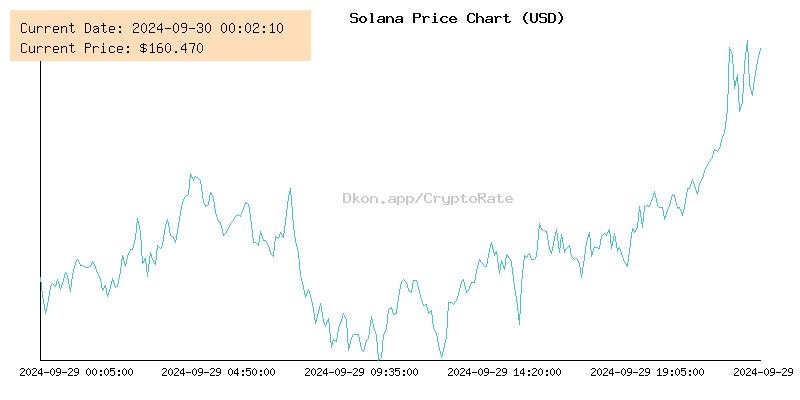 Solana Price Chart (USD)
Current Date: 2024-09-30 00:02:10
Current Price: $160.470
Dkon.app/CryptoRate
2024-09-29 00:05:00 2024-09-29 04:50:00 2024-09-29 09:35:00 2024-09-29 14:20:00 2024-09-29 19:05:00 2024-09-29